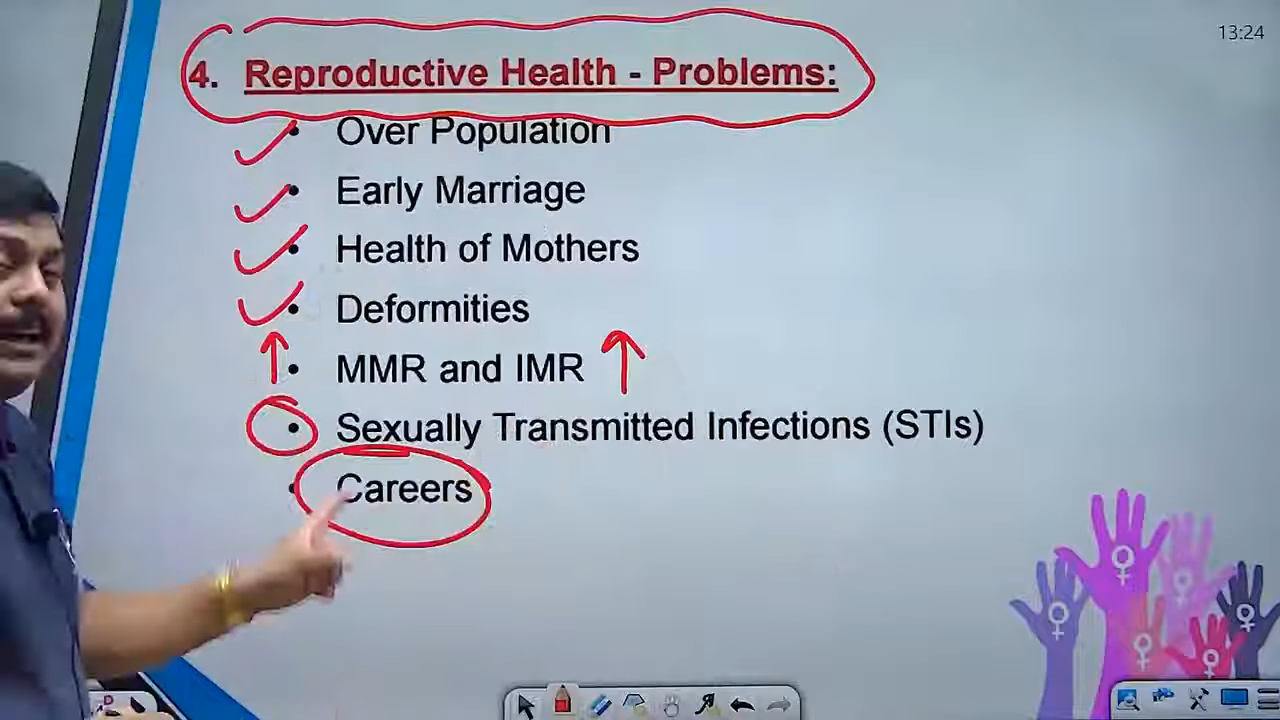 13:24
4. Reproductive Health - Problems:
• Over Population
• Early Marriage
• Health of Mothers
• Deformities
• MMR and IMR
• Sexually Transmitted Infections (STIs)
• Careers